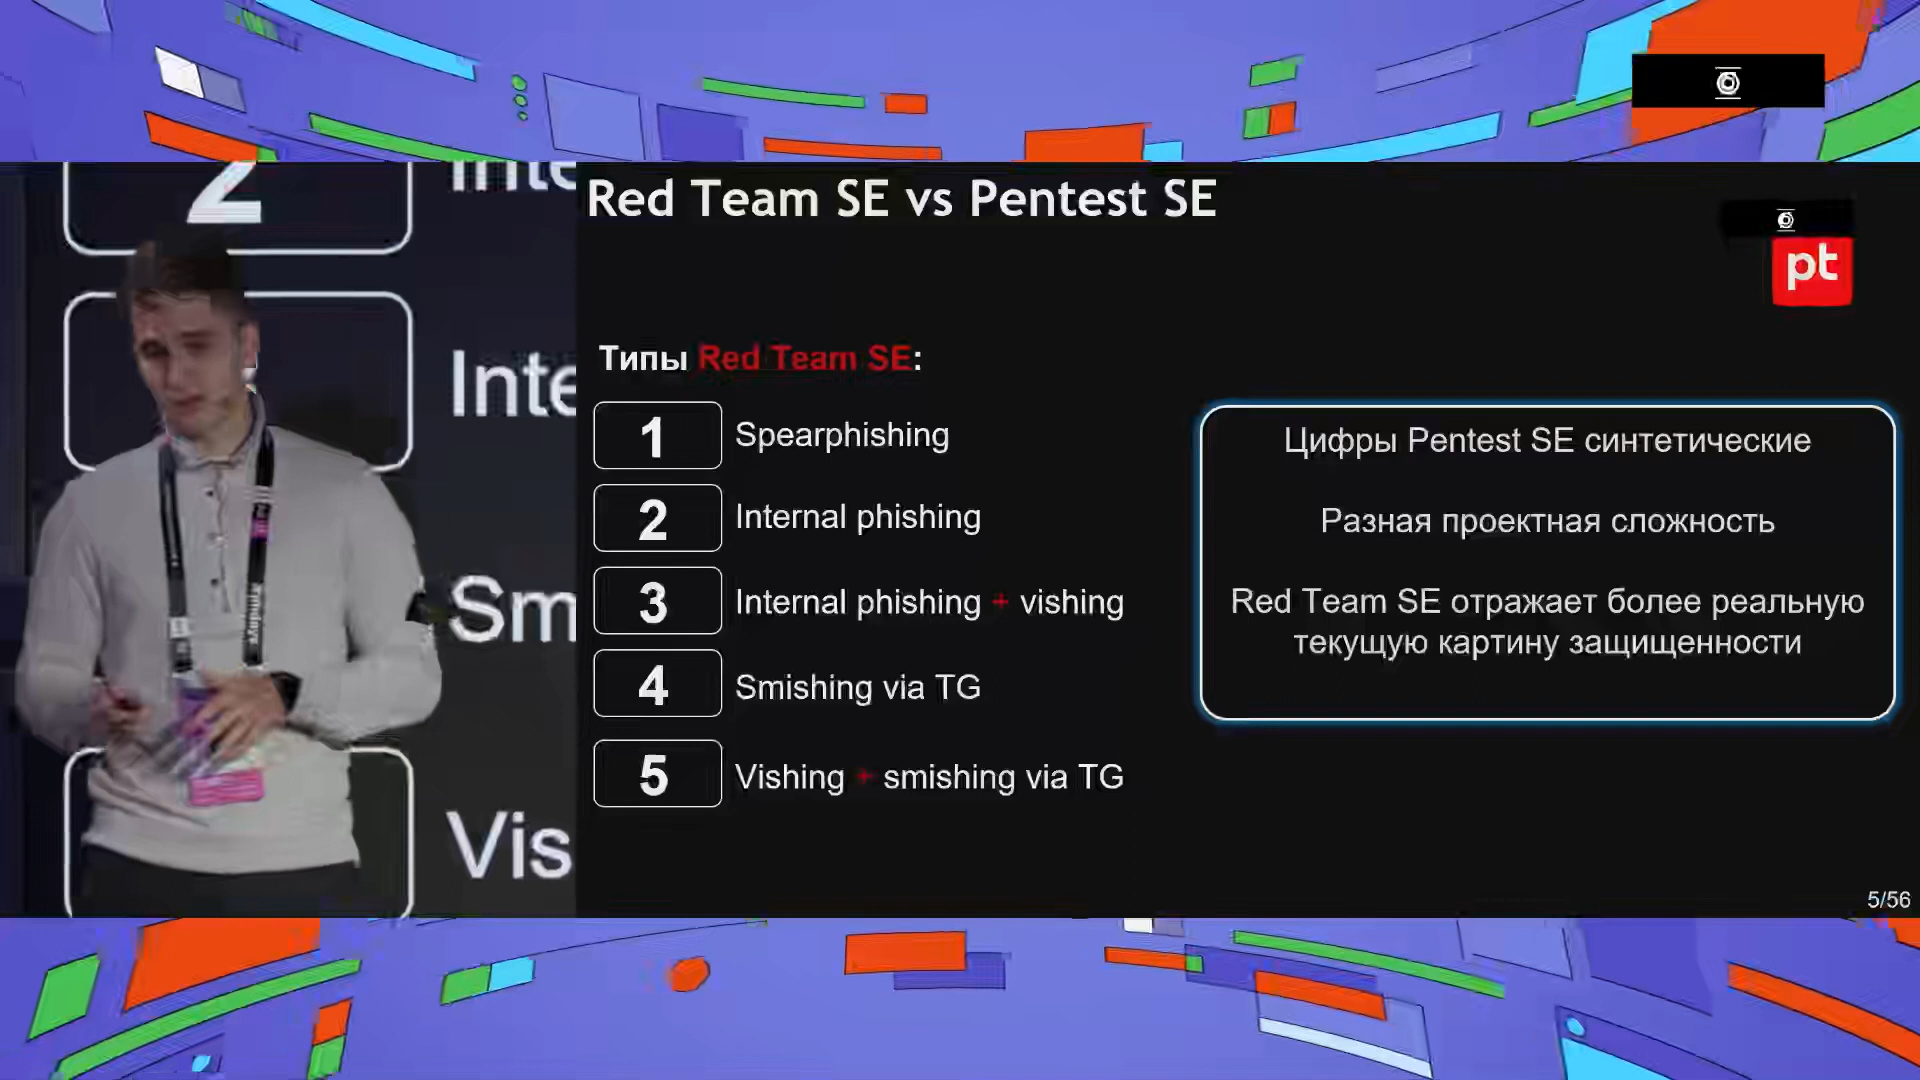 2
Inte
Inte
Sm
Vis
Red Team SE vs Pentest SE
pt
Типы Red Team SE:
1 Spearphishing
2 Internal phishing
3 Internal phishing + vishing
4 Smishing via TG
5 Vishing + smishing via TG
Цифры Pentest SE синтетические
Разная проектная сложность
Red Team SE отражает более реальную
текущую картину защищенности
5/56